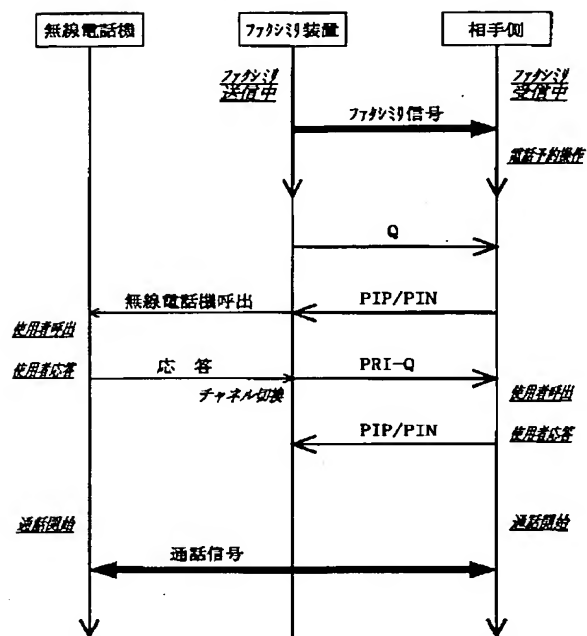 無線電話機
ファクシミリ装置
相手側
ファクシミリ
送信中
ファクシミリ
受信中
ファクシミリ信号
電話予約操作
Q
無線電話機呼出
PIP/PIN
使用者呼出
使用者応答
応 答
チャネル切換
PRI-Q
使用者呼出
PIP/PIN
使用者応答
通話開始
通話開始
通話信号